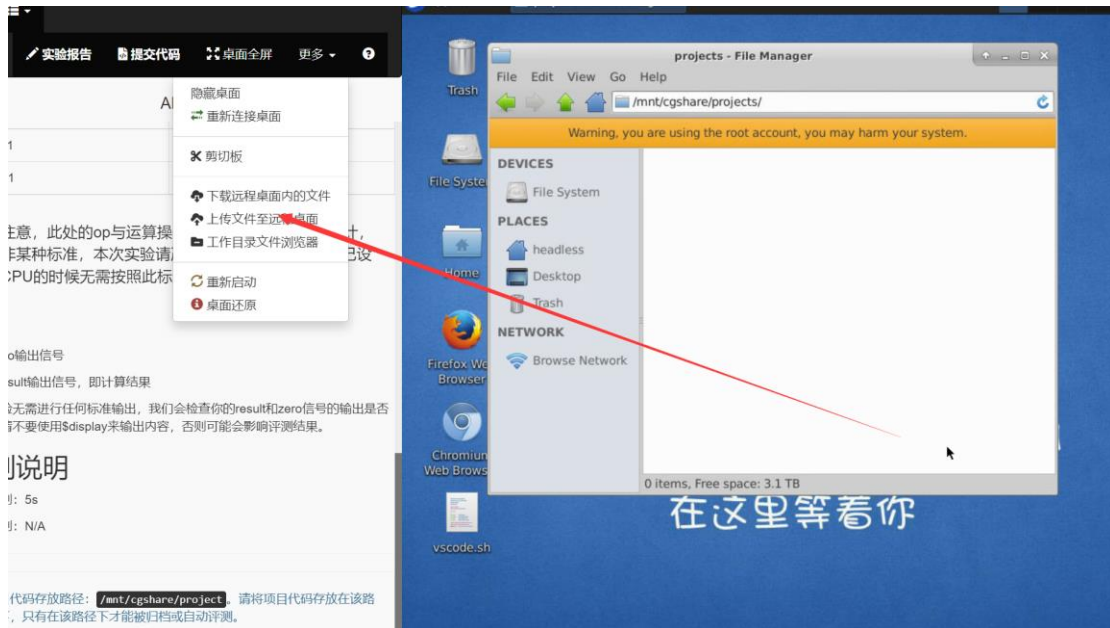 实验报告 提交代码 桌面全屏 更多
隐藏桌面
重新连接桌面
剪切板
下载远程桌面内的文件
上传文件至远程桌面
工作目录文件浏览器
重新启动
桌面还原
1
1
注意，此处的op与运算操
非某种标准，本次实验请
CPU的时候无需按照此标
o输出信号
sult输出信号，即计算结果
无需进行任何标准输出，我们会检查你的result和zero信号的输出是否
不要使用$display来输出内容，否则可能会影响评测结果。
说明
: 5s
: N/A
代码存放路径： /mnt/cgshare/project 。请将项目代码存放在该路
，只有在该路径下才能被归档或自动评测。
Trash
File Syste
Home
Firefox We
Browser
Chromiun
Web Brows
vscode.sh
projects - File Manager
File Edit View Go Help
/mnt/cgshare/projects/
Warning, you are using the root account, you may harm your system.
DEVICES
File System
PLACES
headless
Desktop
Trash
NETWORK
Browse Network
0 items, Free space: 3.1 TB
在这里等着你